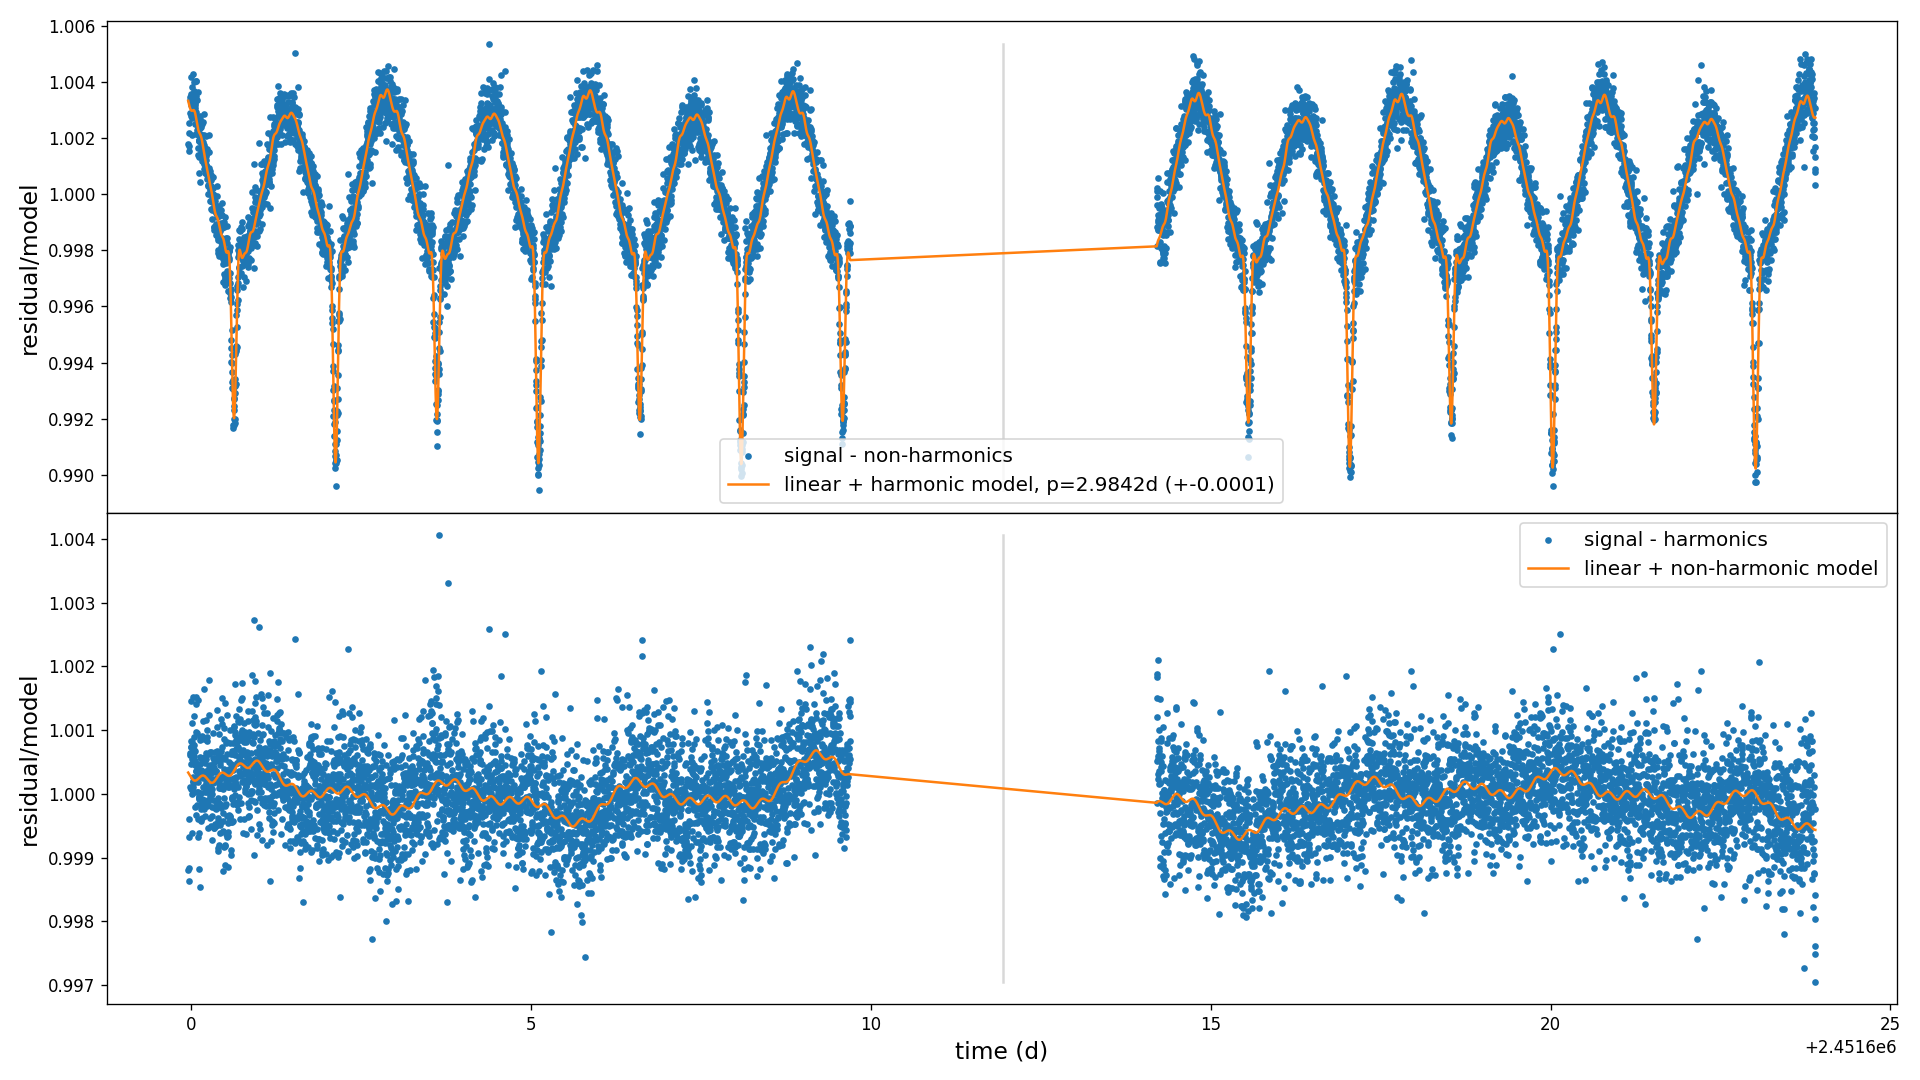 1.006
1.004
1.002
1.000
0.998
0.996
0.994
0.992
0.990
residual/model
signal - non-harmonics
linear + harmonic model, p=2.9842d (+-0.0001)
1.004
1.003
1.002
1.001
1.000
0.999
0.998
0.997
residual/model
signal - harmonics
linear + non-harmonic model
0 5 10 15 20 25
time (d)
+2.4516e6